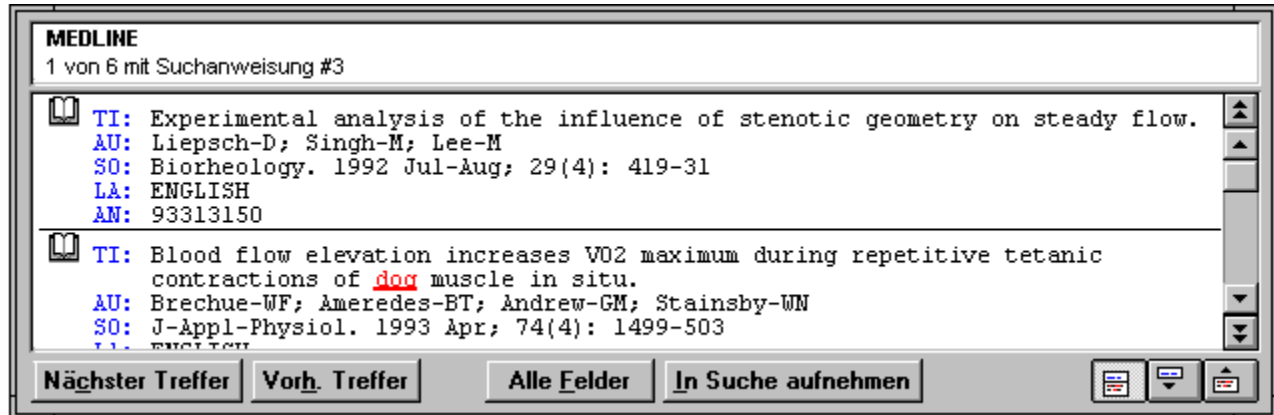 MEDLINE
1 von 6 mit Suchanweisung #3
TI: Experimental analysis of the influence of stenotic geometry on steady flow.
AU: Liepsch-D; Singh-M; Lee-M
SO: Biorheology. 1992 Jul-Aug; 29(4): 419-31
LA: ENGLISH
AN: 93313150
TI: Blood flow elevation increases VO2 maximum during repetitive tetanic
contractions of dog muscle in situ.
AU: Brechue-WF; Ameredes-BT; Andrew-GM; Stainsby-WN
SO: J-Appl-Physiol. 1993 Apr; 74(4): 1499-503
LA: ENGLISH
Nächster Treffer Vorh. Treffer Alle Felder In Suche aufnehmen